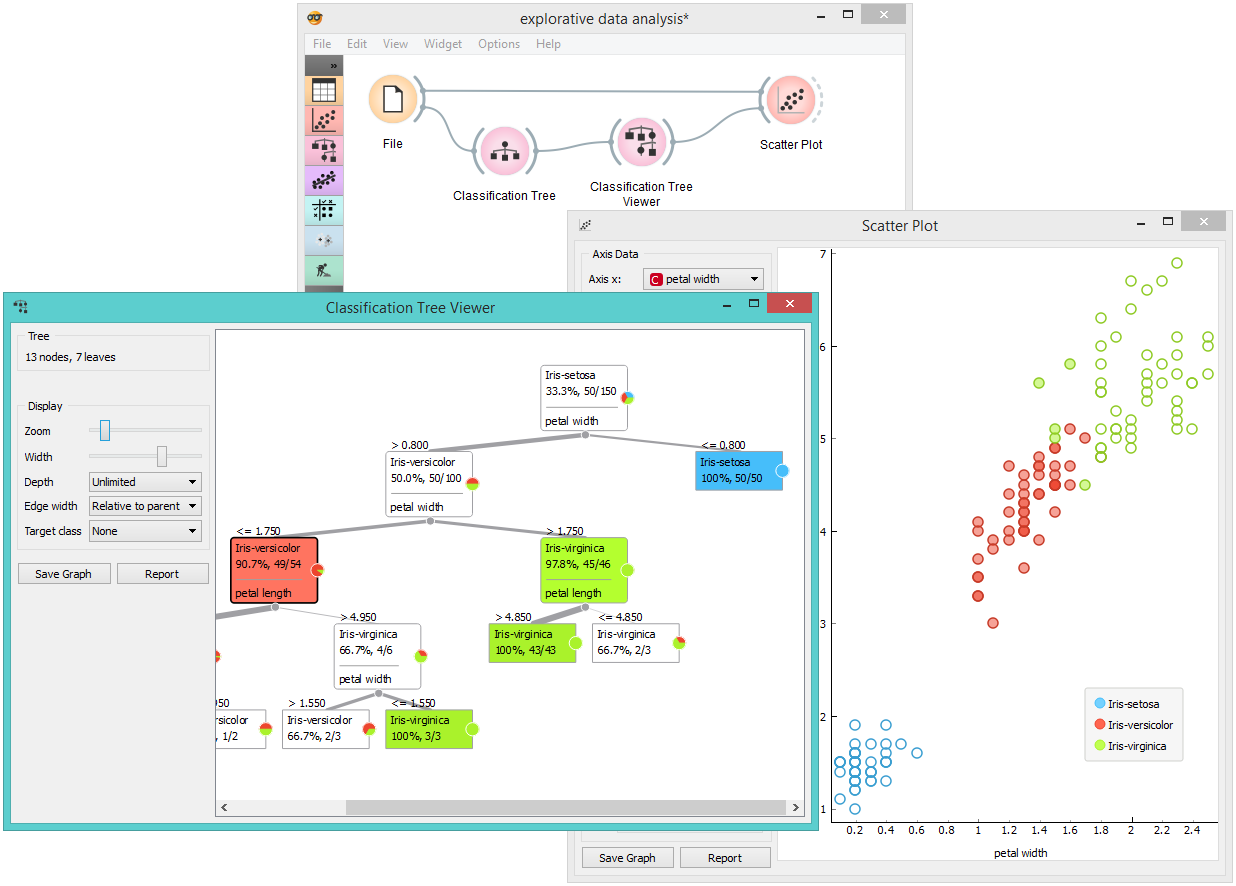 explorative data analysis*
File Edit View Widget Options Help
»
File
Classification Tree
Classification Tree
Viewer
Scatter Plot
Scatter Plot
Axis Data
Axis x: C petal width
Classification Tree Viewer
Tree
13 nodes, 7 leaves
Display
Zoom
Width
Depth Unlimited
Edge width Relative to parent
Target class None
Save Graph Report
Iris-setosa
33.3%, 50/150
petal width
> 0.800
<= 0.800
Iris-versicolor
50.0%, 50/100
petal width
Iris-setosa
100%, 50/50
<= 1.750
> 1.750
Iris-versicolor
90.7%, 49/54
petal length
Iris-virginica
97.8%, 45/46
petal length
> 4.950
> 4.850
<= 4.850
Iris-virginica
66.7%, 4/6
petal width
Iris-virginica
100%, 43/43
Iris-virginica
66.7%, 2/3
950
> 1.550
<= 1.550
rsicolor
, 1/2
Iris-versicolor
66.7%, 2/3
Iris-virginica
100%, 3/3
7
6
5
4
3
2
1
Iris-setosa
Iris-versicolor
Iris-virginica
0.2 0.4 0.6 0.8 1 1.2 1.4 1.6 1.8 2 2.2 2.4
petal width
Save Graph Report